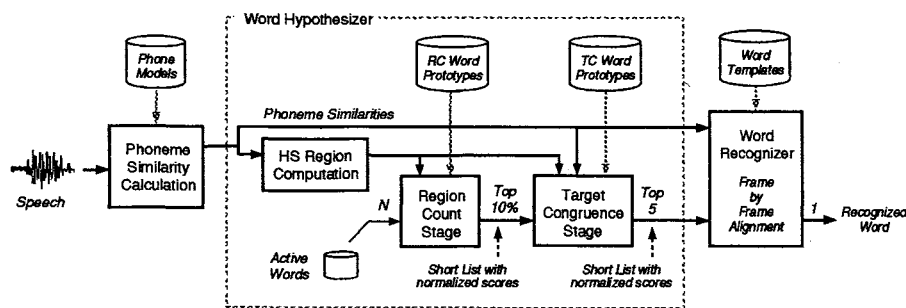 Word Hypothesizer
Phone
Models
RC Word
Prototypes
TC Word
Prototypes
Word
Templates
Phoneme Similarities
Phoneme
Similarity
Calculation
HS Region
Computation
Word
Recognizer
Frame
by
Frame
Alignment
Speech
N
Region
Count
Stage
Top
10%
Target
Congruence
Stage
Top
5
1
Recognized
Word
Active
Words
Short List with
normalized scores
Short List with
normalized scores